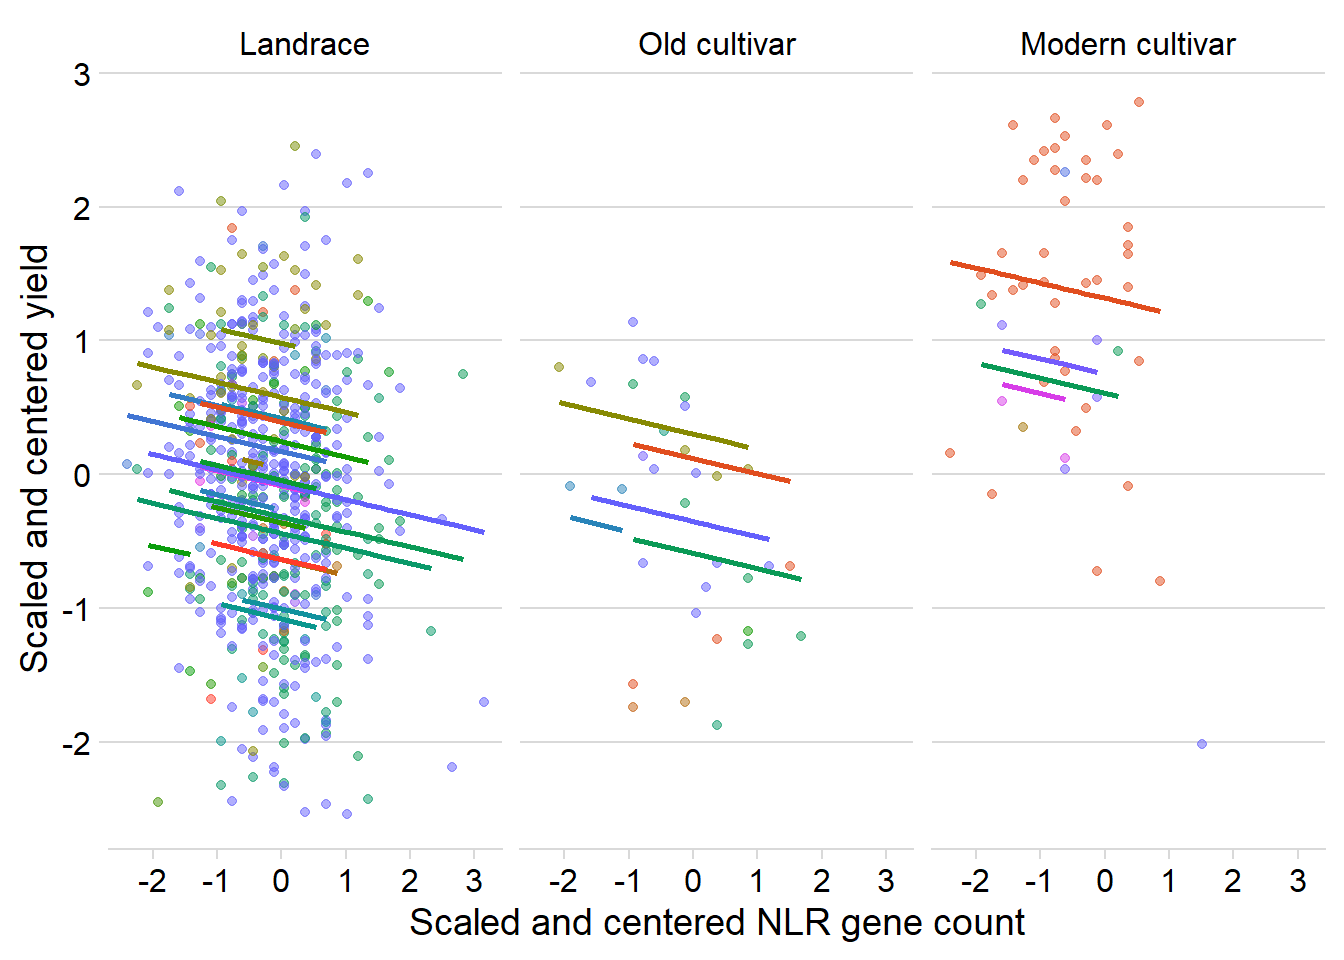 Landrace Old cultivar Modern cultivar
3
2
1
0
-1
-2
Scaled and centered yield
-2 -1 0 1 2 3 -2 -1 0 1 2 3 -2 -1 0 1 2 3
Scaled and centered NLR gene count